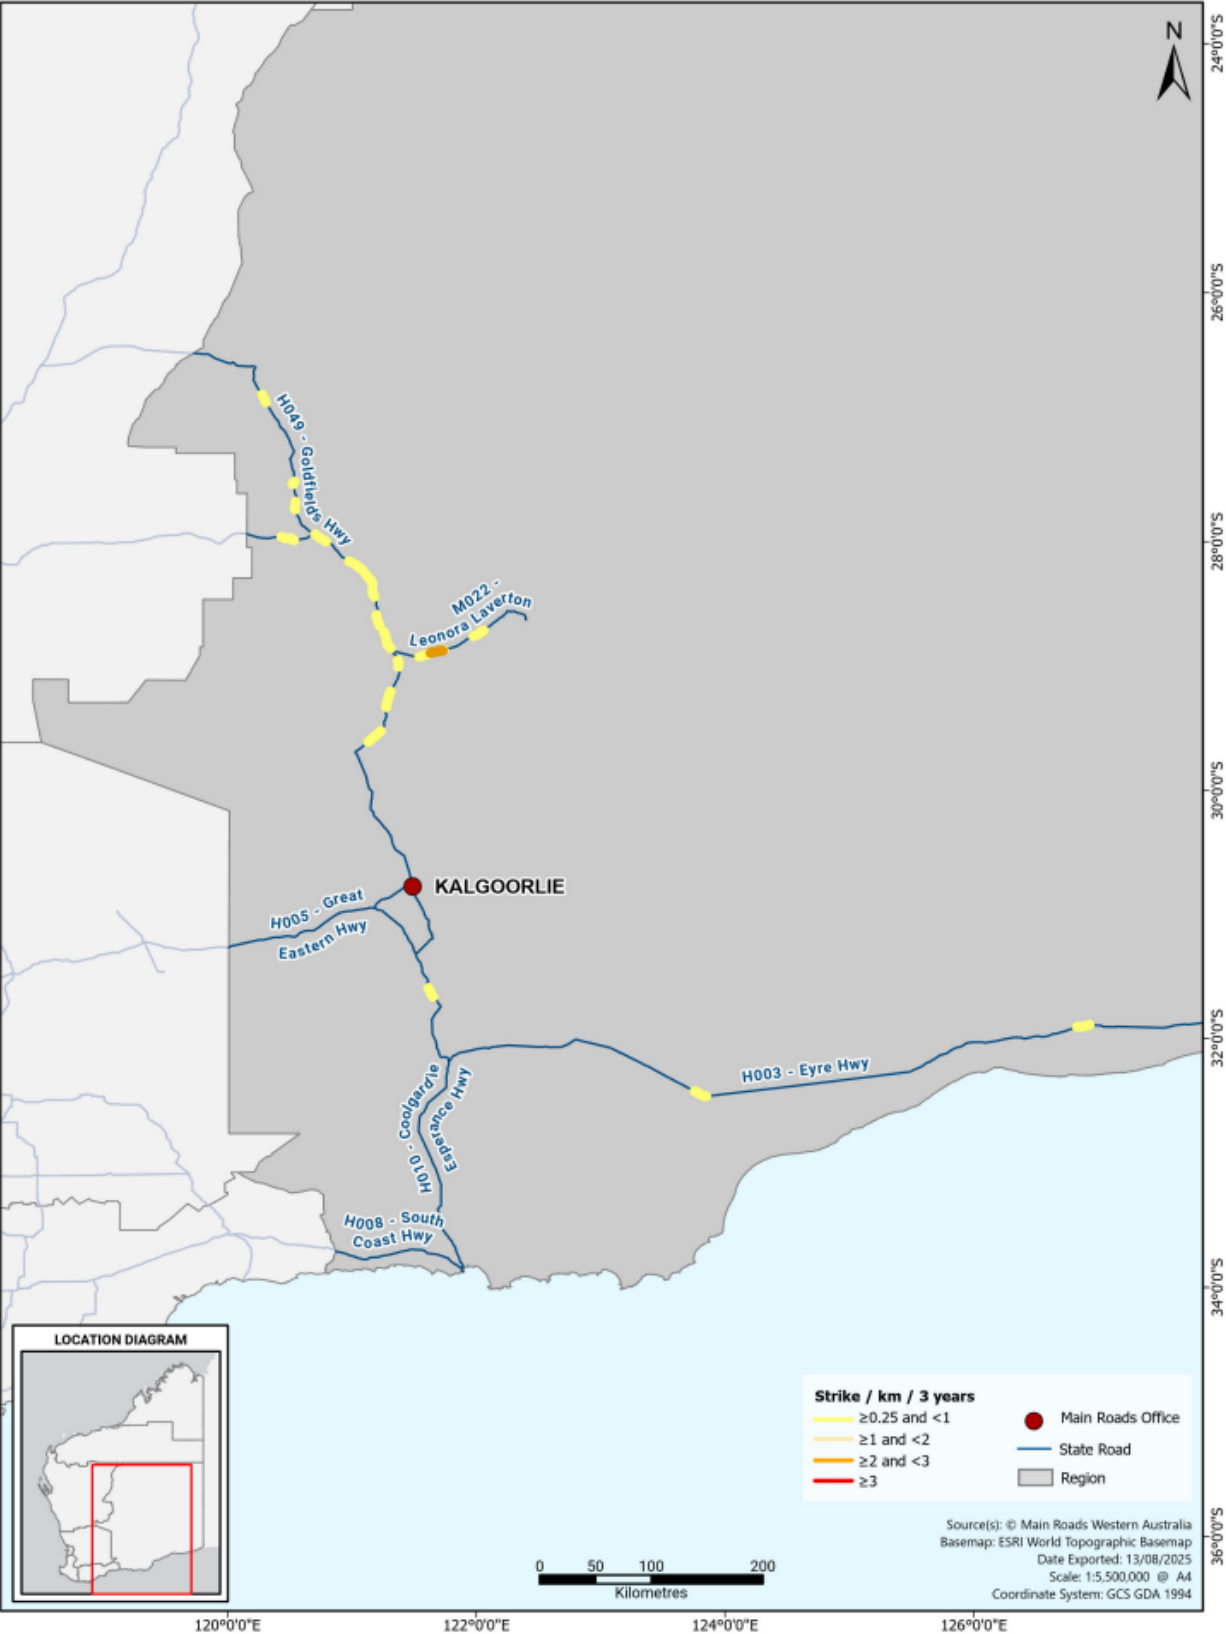 N
24°0'0"S
26°0'0"S
H049 - Goldfields Hwy
28°0'0"S
M022 -
Leonora Laverton
30°0'0"S
KALGOORLIE
H005 - Great
Eastern Hwy
32°0'0"S
H003 - Eyre Hwy
H010 - Coolgardie
Esperance Hwy
H008 - South
Coast Hwy
34°0'0"S
LOCATION DIAGRAM
Strike / km / 3 years
≥0.25 and <1
≥1 and <2
≥2 and <3
≥3
Main Roads Office
State Road
Region
36°0'0"S
Source(s): © Main Roads Western Australia
Basemap: ESRI World Topographic Basemap
Date Exported: 13/08/2025
Scale: 1:5,500,000 @ A4
Coordinate System: GCS GDA 1994
0 50 100 200
Kilometres
120°0'0"E 122°0'0"E 124°0'0"E 126°0'0"E